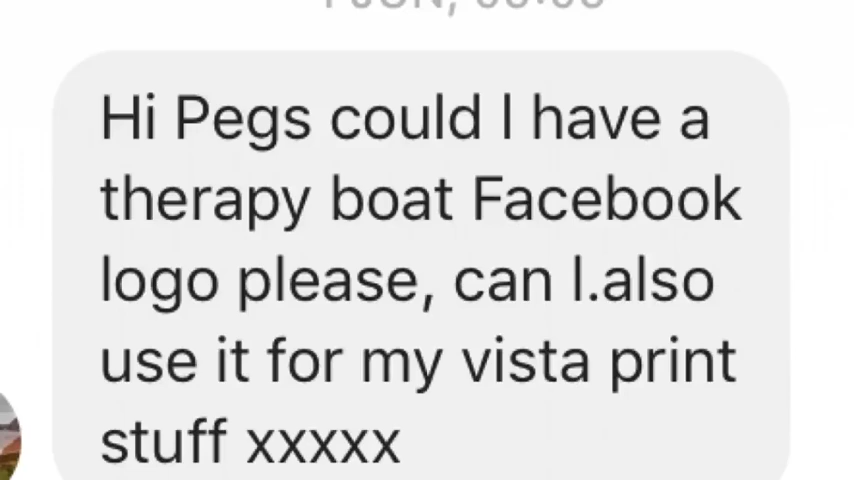 Hi Pegs could I have a
therapy boat Facebook
logo please, can I.also
use it for my vista print
stuff xxxxx